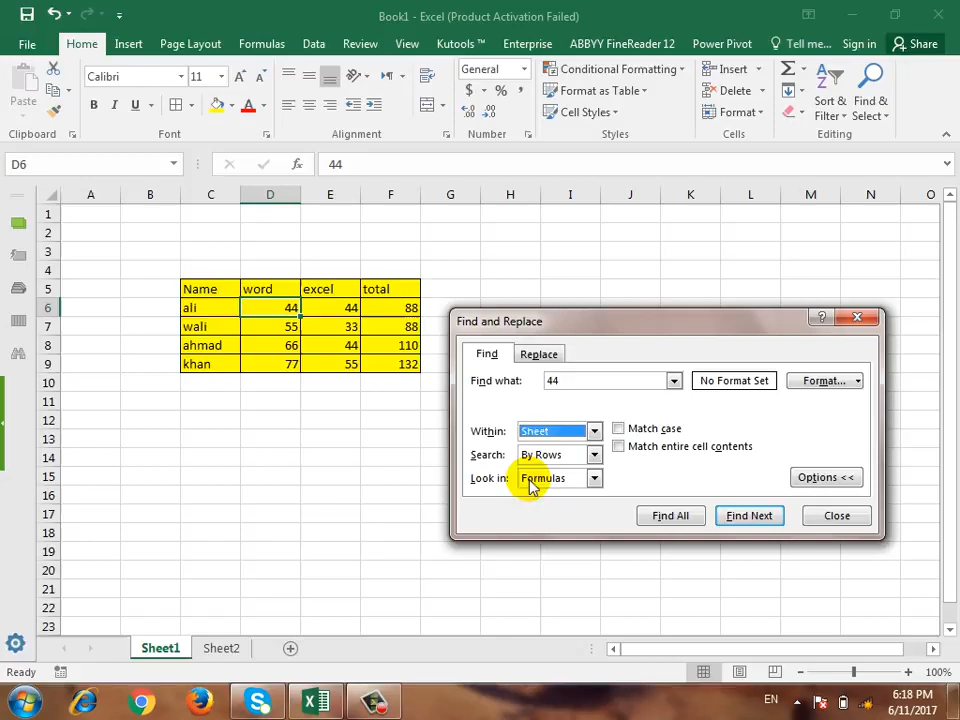 Book1 - Excel (Product Activation Failed)
File Home Insert Page Layout Formulas Data Review View Kutools ™ Enterprise ABBYY FineReader 12 Power Pivot Tell me... Sign in Share
Calibri 11 General Conditional Formatting Insert
Paste B I U $ % , Format as Table Delete Sort & Filter Find & Select
Cell Styles Format
Clipboard Font Alignment Number Styles Cells Editing
D6 fx 44
A B C D E F G H I J K L M N O
1
2
3
4
5 Name word excel total
6 ali 44 44 88
7 wali 55 33 88
8 ahmad 66 44 110
9 khan 77 55 132
10
11
12
13
14
15
16
17
18
19
20
21
22
23
Find and Replace
Find Replace
Find what: 44 No Format Set Format...
Within: Sheet Match case
Search: By Rows Match entire cell contents
Look in: Formulas Options <<
Find All Find Next Close
Sheet1 Sheet2
Ready 100%
EN 6:18 PM
6/11/2017